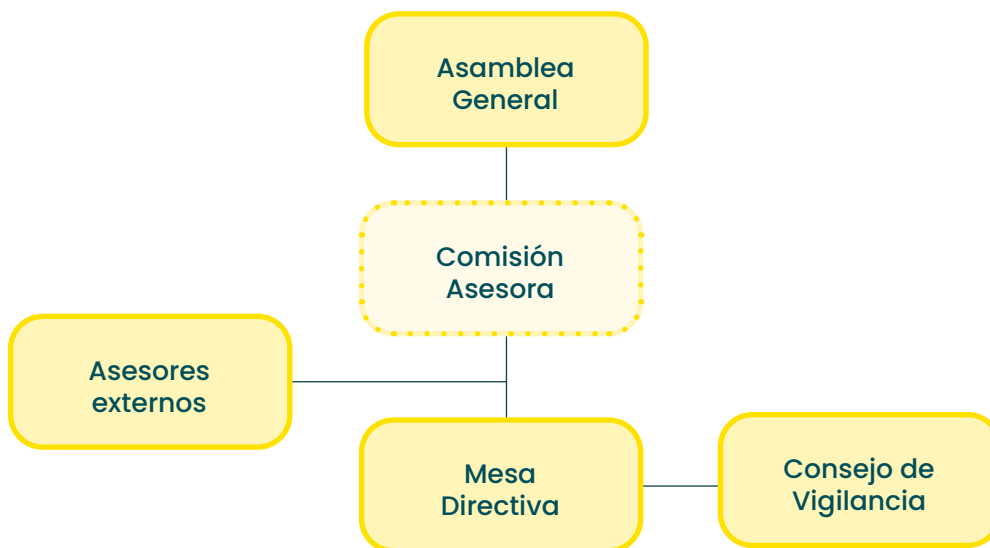 Asamblea
General
Comisión
Asesora
Asesores
externos
Mesa
Directiva
Consejo de
Vigilancia